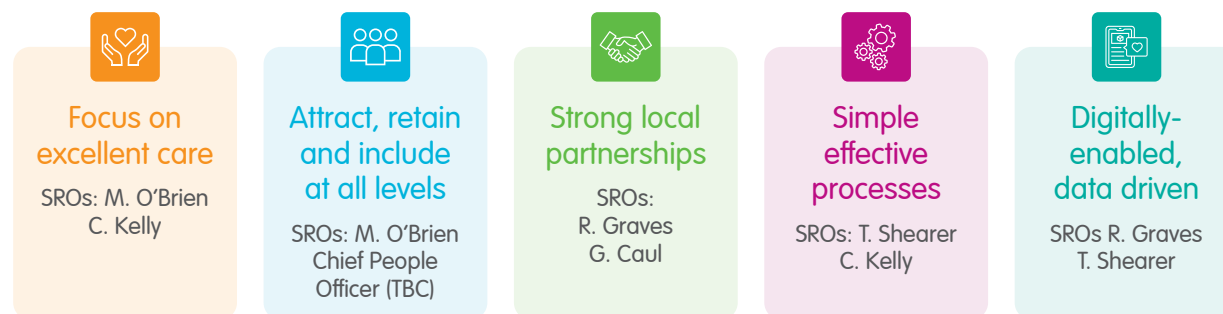 Focus on
excellent care
SROs: M. O'Brien
C. Kelly
Attract, retain
and include
at all levels
SROs: M. O'Brien
Chief People
Officer (TBC)
Strong local
partnerships
SROs:
R. Graves
G. Caul
Simple
effective
processes
SROs: T. Shearer
C. Kelly
Digitally-
enabled,
data driven
SROs R. Graves
T. Shearer